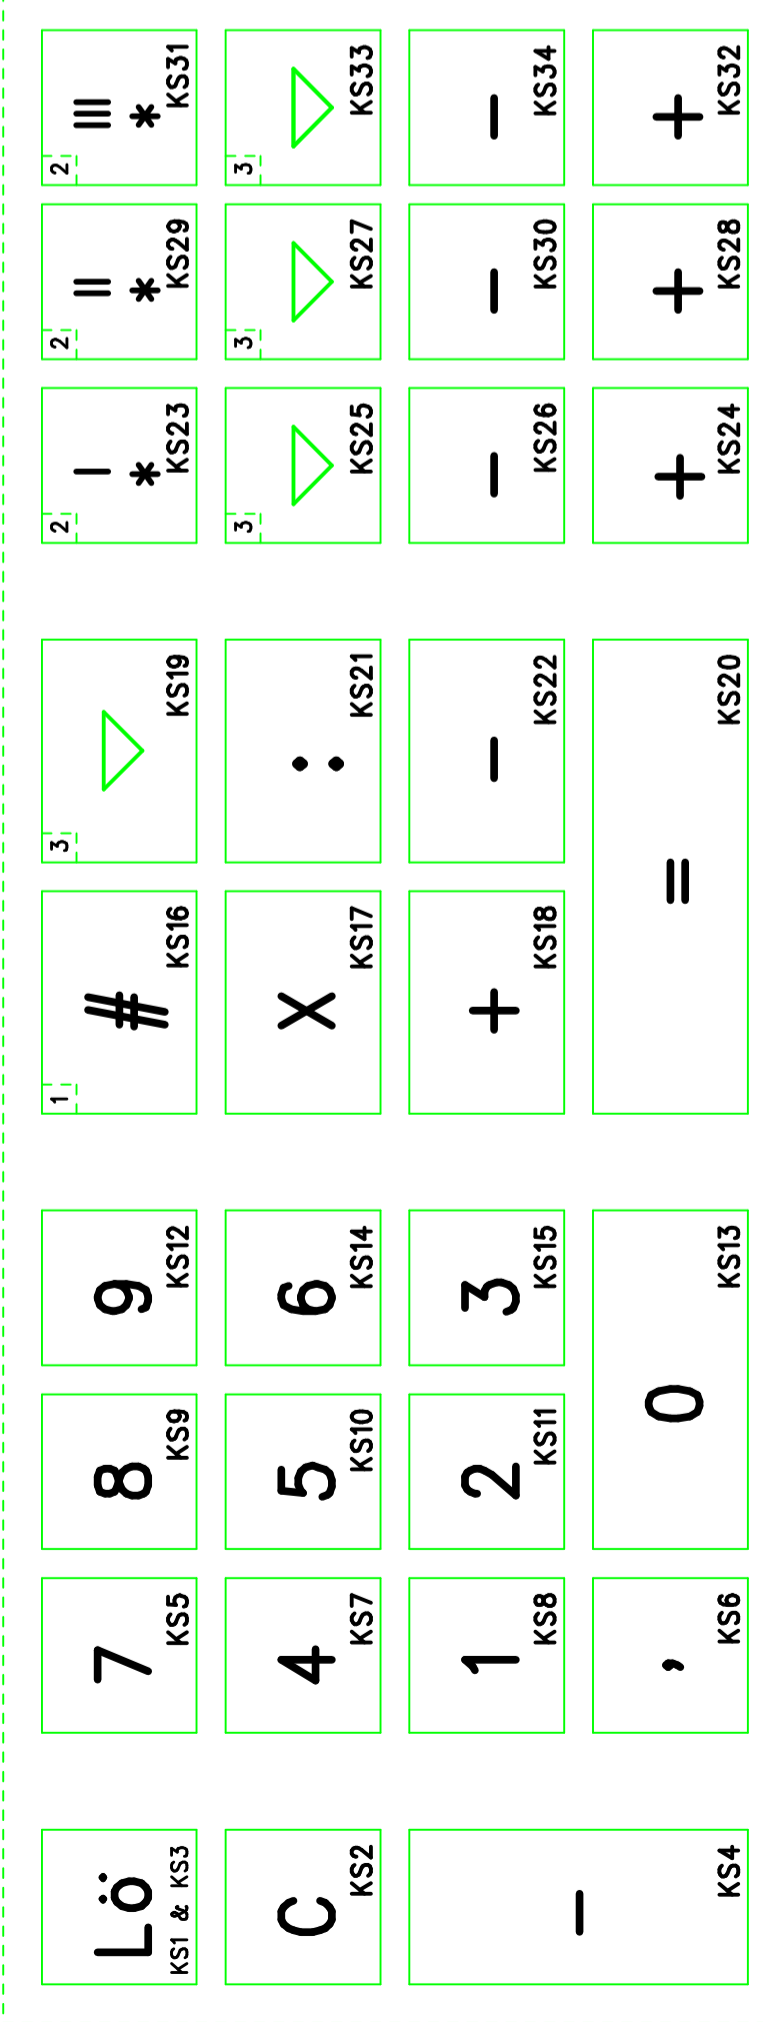 Lö
KS1 & KS3
7
KS5
8
KS9
9
KS12
1
#
KS16
3
KS19
2
I
*
KS23
2
II
*
KS29
2
III
*
KS31
C
KS2
4
KS7
5
KS10
6
KS14
X
KS17
:
KS21
3
KS25
3
KS27
3
KS33
-
KS4
1
KS8
2
KS11
3
KS15
+
KS18
-
KS22
-
KS26
-
KS30
-
KS34
,
KS6
0
KS13
=
KS20
+
KS24
+
KS28
+
KS32